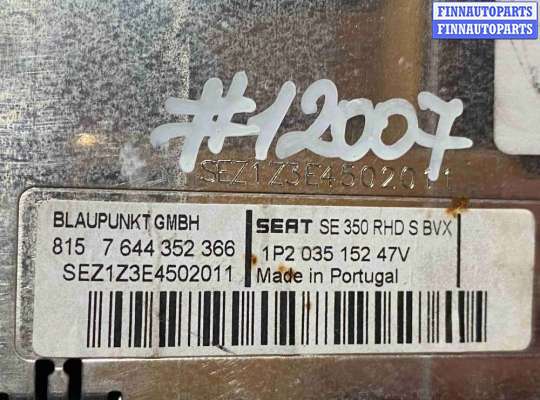 FINNAUTOPARTS
FINNAUTOPARTS
#12007
SEZ1Z3E4502011
BLAUPUNKT GMBH
815 7 644 352 366
SEZ1Z3E4502011
SEAT SE 350 RHD S BVX
1P2 035 152 47V
Made in Portugal